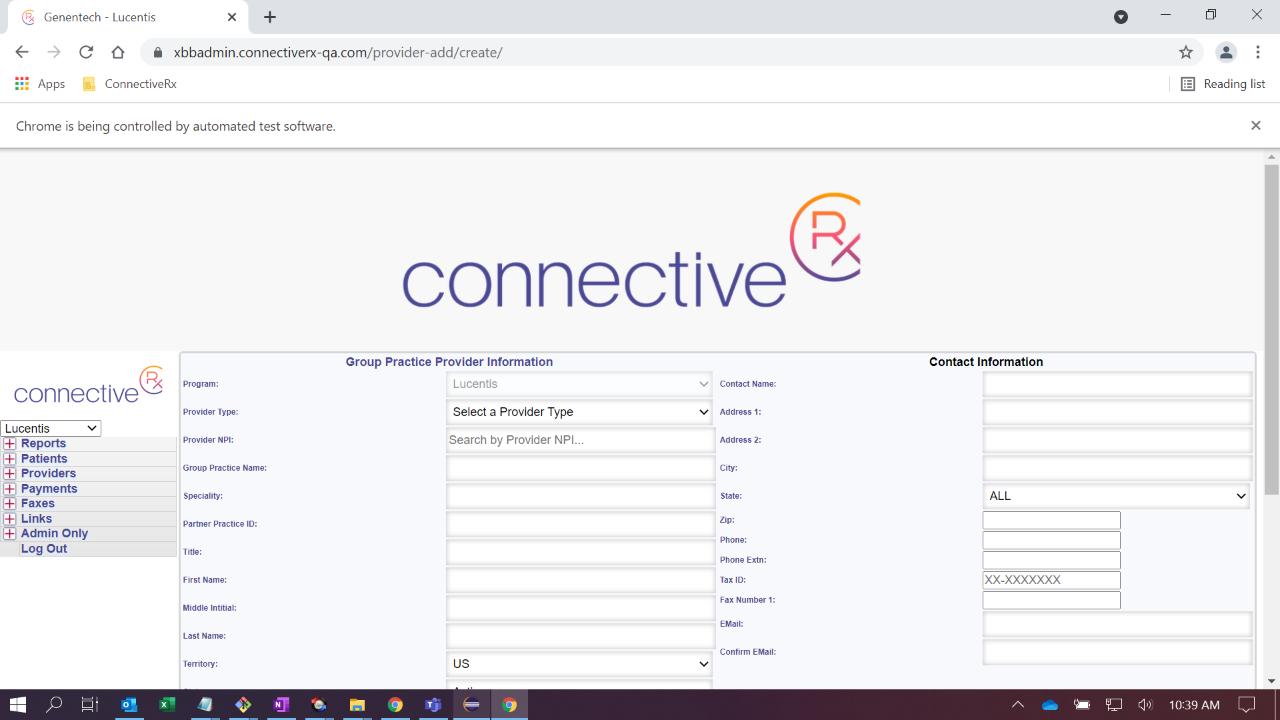 Genentech - Lucentis
xbbadmin.connectiverx-qa.com/provider-add/create/
Apps
ConnectiveRx
Reading list
Chrome is being controlled by automated test software.
connective Rx
connective Rx
Lucentis
Reports
Patients
Providers
Payments
Faxes
Links
Admin Only
Log Out
Group Practice Provider Information
Program: Lucentis
Provider Type: Select a Provider Type
Provider NPI: Search by Provider NPI...
Group Practice Name:
Speciality:
Partner Practice ID:
Title:
First Name:
Middle Intitial:
Last Name:
Territory: US
Contact Information
Contact Name:
Address 1:
Address 2:
City:
State: ALL
Zip:
Phone:
Phone Extn:
Tax ID: XX-XXXXXXX
Fax Number 1:
EMail:
Confirm EMail:
10:39 AM